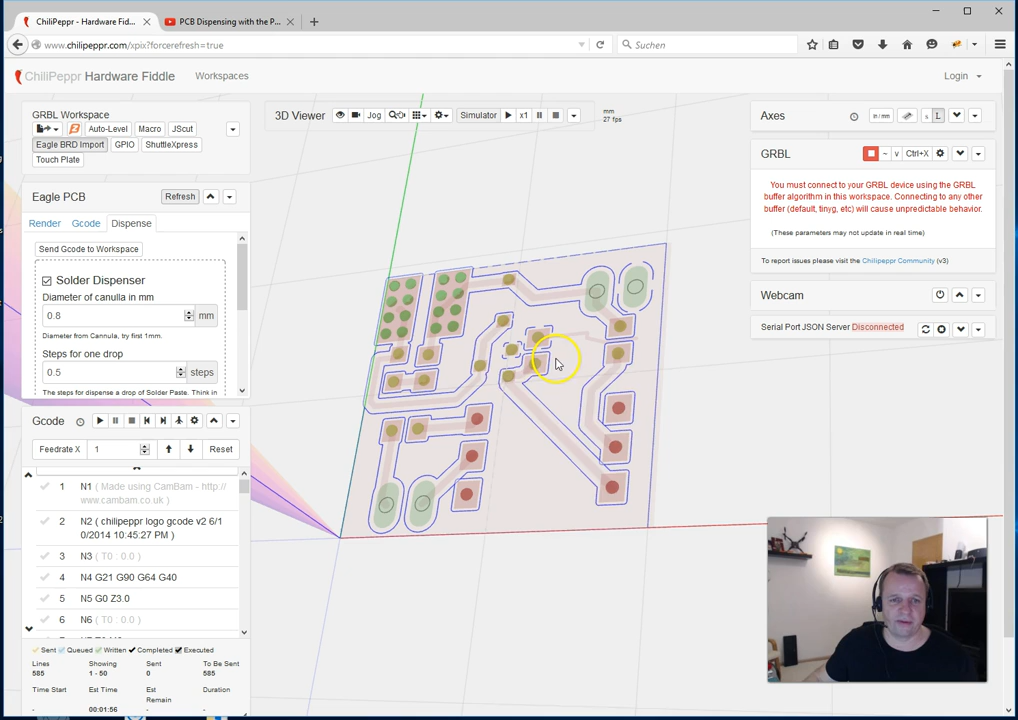 ChiliPeppr - Hardware Fidd...
PCB Dispensing with the P...
www.chilipeppr.com/xpix?forcerefresh=true
Suchen
ChiliPeppr Hardware Fiddle
Workspaces
Login
GRBL Workspace
Auto-Level
Macro
JScut
Eagle BRD Import
GPIO
ShuttleXpress
Touch Plate
Eagle PCB
Refresh
Render
Gcode
Dispense
Send Gcode to Workspace
Solder Dispenser
Diameter of canulla in mm
0.8
mm
Diameter from Cannula, by first 1mm.
Steps for one drop
0.5
steps
The steps for dispense a drop of Solder Paste. Think in
Gcode
Feedrate X
1
Reset
1 N1 ( Made using CamBam - http://
www.cambam.co.uk )
2 N2 ( chilipeppr logo gcode v2 6/1
0/2014 10:45:27 PM )
3 N3 ( T0 : 0.0 )
4 N4 G21 G90 G64 G40
5 N5 G0 Z3.0
6 N6 ( T0 : 0.0 )
Sent Queued Written Completed Executed
Lines
585
Showing
1 - 50
Sent
0
To Be Sent
585
Time Start
-
Est Time
00:01:56
Est
Remain
-
Duration
-
3D Viewer
Jog
Simulator
x1
mm
27 fps
Axes
in/mm
s
L
GRBL
~
v
Ctrl+X
You must connect to your GRBL device using the GRBL
buffer algorithm in this workspace. Connecting to any other
buffer (default, tinyg, etc) will cause unpredictable behavior.
(These parameters may not update in real time)
To report issues please visit the Chilipeppr Community (v3)
Webcam
Serial Port JSON Server Disconnected